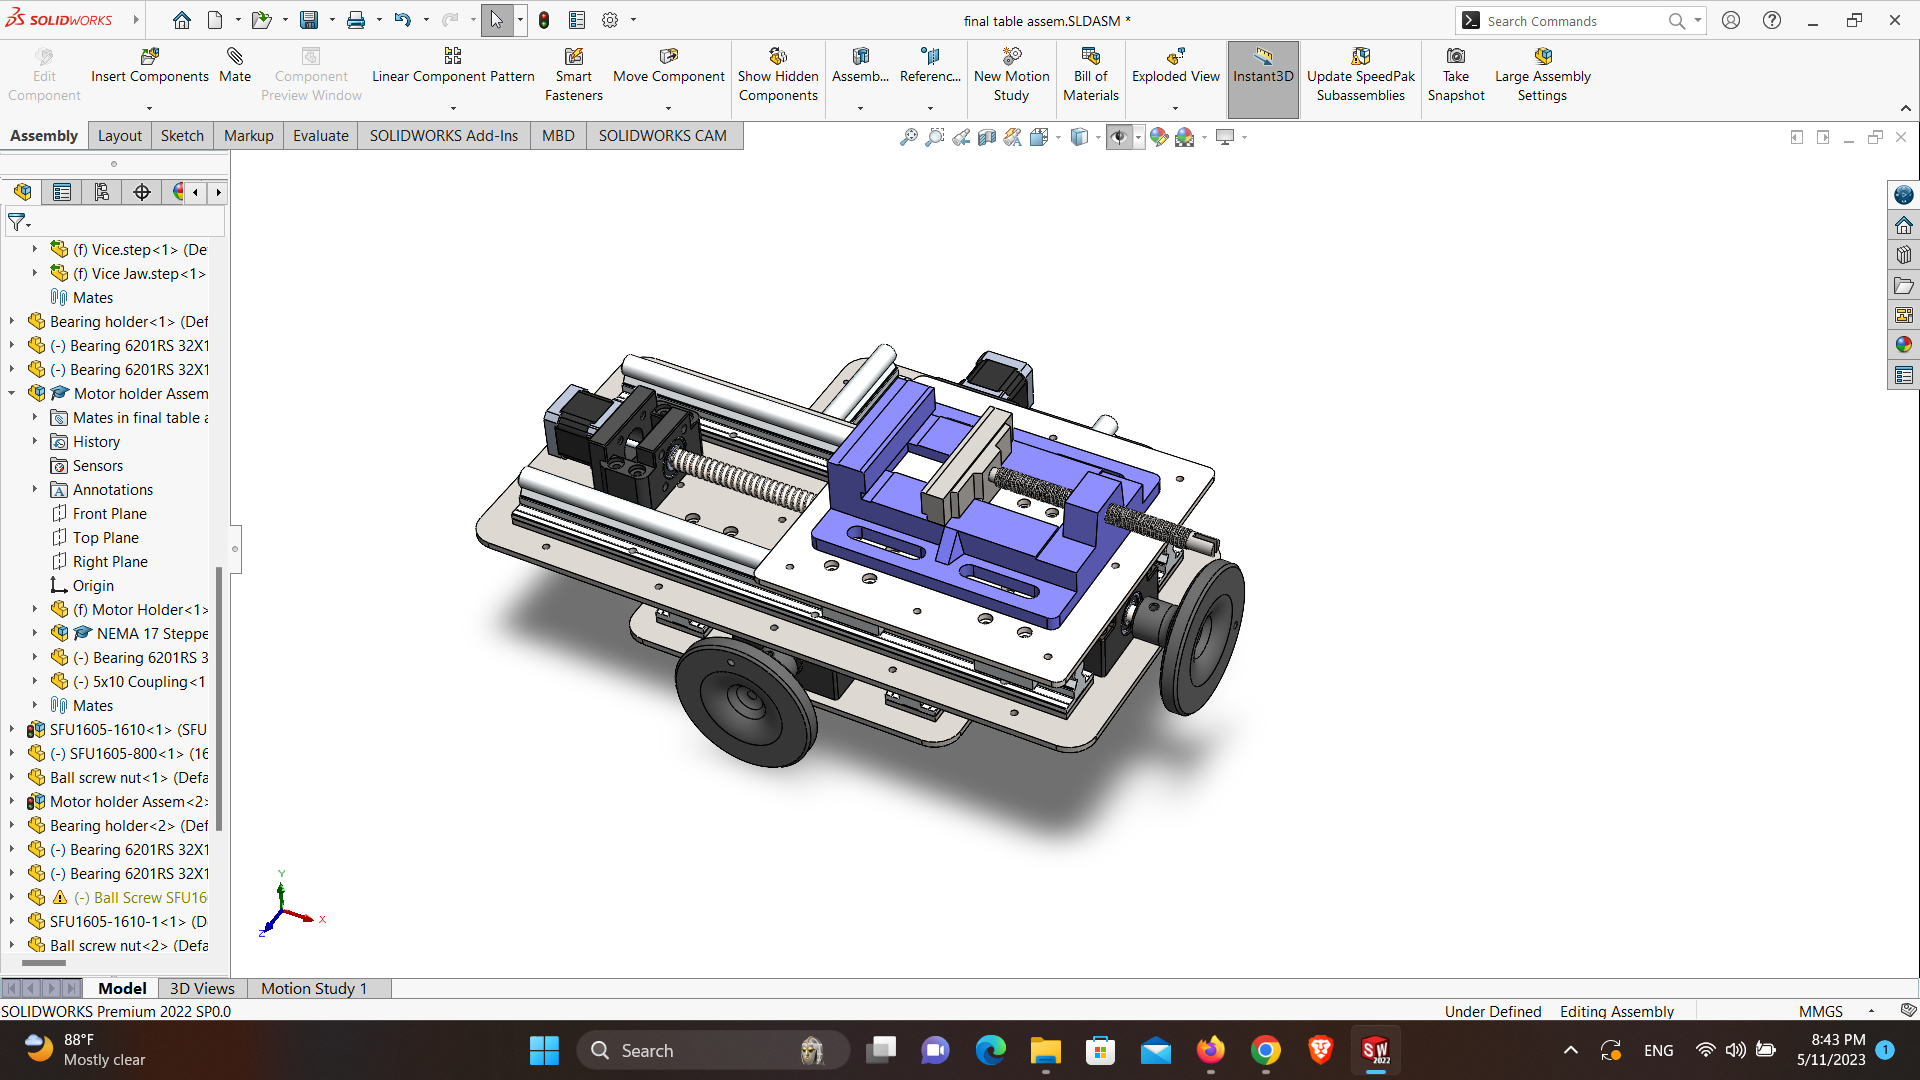 SOLIDWORKS
final table assem.SLDASM *
Search Commands
Edit Component
Insert Components
Mate
Component Preview Window
Linear Component Pattern
Smart Fasteners
Move Component
Show Hidden Components
Assemb...
Referenc...
New Motion Study
Bill of Materials
Exploded View
Instant3D
Update SpeedPak Subassemblies
Take Snapshot
Large Assembly Settings
Assembly
Layout
Sketch
Markup
Evaluate
SOLIDWORKS Add-Ins
MBD
SOLIDWORKS CAM
(f) Vice.step<1> (De
(f) Vice Jaw.step<1>
Mates
Bearing holder<1> (Def
(-) Bearing 6201RS 32X1
(-) Bearing 6201RS 32X1
Motor holder Assem
Mates in final table a
History
Sensors
Annotations
Front Plane
Top Plane
Right Plane
Origin
(f) Motor Holder<1>
NEMA 17 Steppe
(-) Bearing 6201RS 3
(-) 5x10 Coupling<1
Mates
SFU1605-1610<1> (SFU
(-) SFU1605-800<1> (16
Ball screw nut<1> (Defa
Motor holder Assem<2>
Bearing holder<2> (Def
(-) Bearing 6201RS 32X1
(-) Bearing 6201RS 32X1
(-) Ball Screw SFU16
SFU1605-1610-1<1> (D
Ball screw nut<2> (Defa
Y
X
Z
Model
3D Views
Motion Study 1
SOLIDWORKS Premium 2022 SP0.0
Under Defined
Editing Assembly
MMGS
88°F
Mostly clear
Search
SW
2022
ENG
8:43 PM
5/11/2023
1